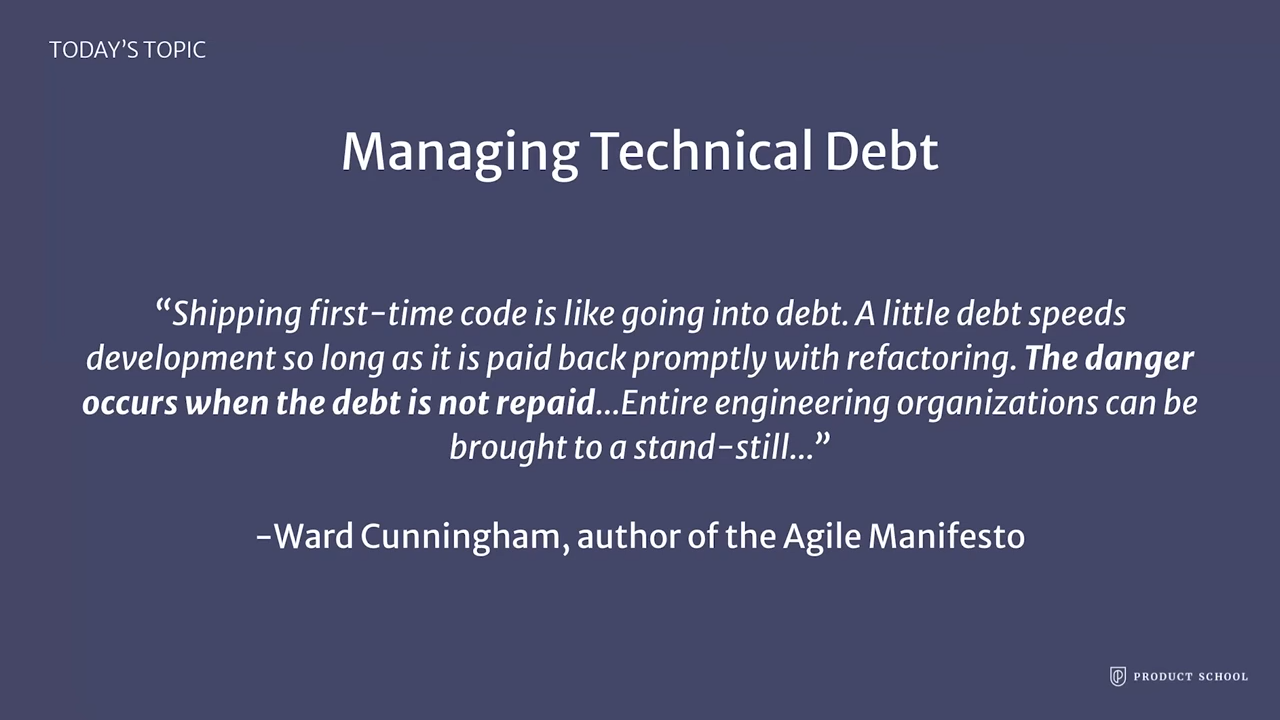 TODAY’S TOPIC
Managing Technical Debt
“Shipping first-time code is like going into debt. A little debt speeds
development so long as it is paid back promptly with refactoring. The danger
occurs when the debt is not repaid...Entire engineering organizations can be
brought to a stand-still...”
-Ward Cunningham, author of the Agile Manifesto
PRODUCT SCHOOL